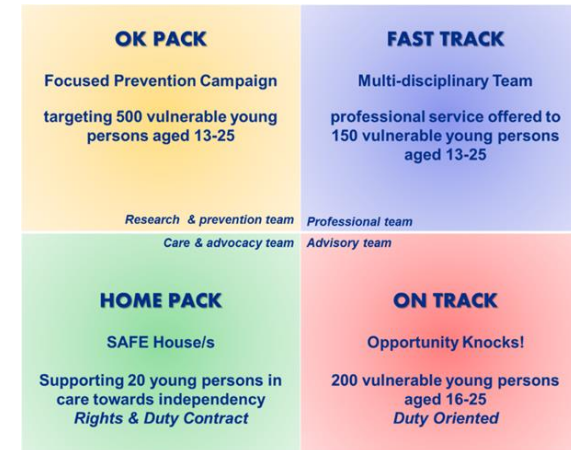 OK PACK
Focused Prevention Campaign
targeting 500 vulnerable young
persons aged 13-25
Research & prevention team
FAST TRACK
Multi-disciplinary Team
professional service offered to
150 vulnerable young persons
aged 13-25
Professional team
Care & advocacy team
HOME PACK
SAFE House/s
Supporting 20 young persons in
care towards independency
Rights & Duty Contract
Advisory team
ON TRACK
Opportunity Knocks!
200 vulnerable young persons
aged 16-25
Duty Oriented